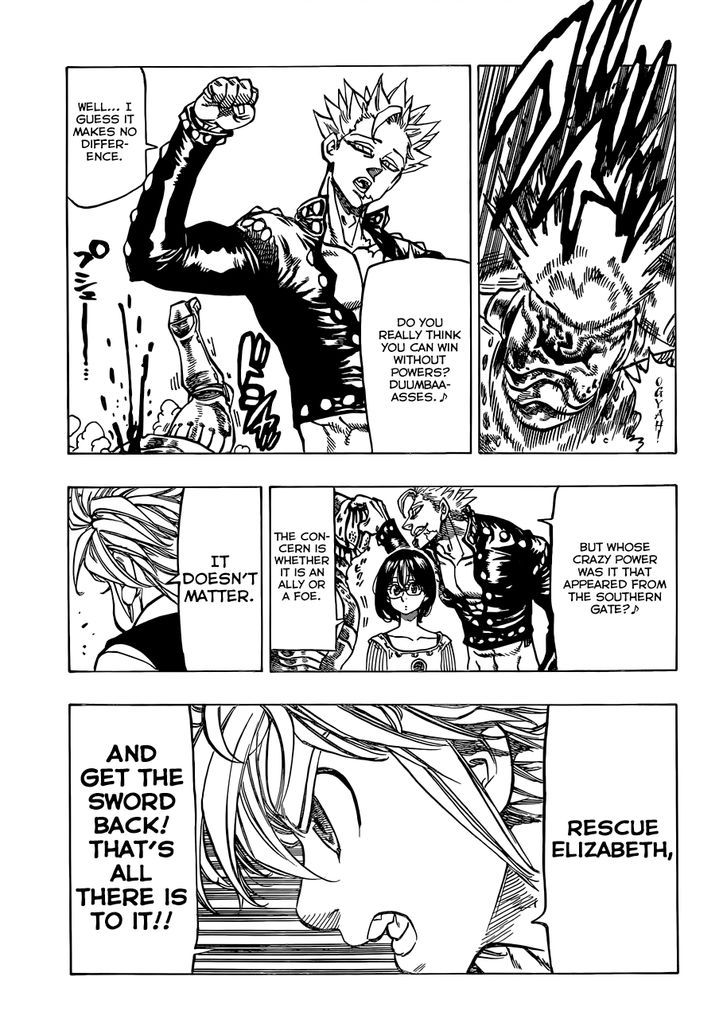 OGYAH!
DO YOU
REALLY THINK
YOU CAN WIN
WITHOUT
POWERS?
DUUMBAA-
ASSES.♪
WELL... I
GUESS IT
MAKES NO
DIFFER-
ENCE.
BUT WHOSE
CRAZY POWER
WAS IT THAT
APPEARED FROM
THE SOUTHERN
GATE?♪
THE CON-
CERN IS
WHETHER
IT IS AN
ALLY OR
A FOE.
IT
DOESN'T
MATTER.
RESCUE
ELIZABETH,
AND
GET THE
SWORD
BACK!
THAT'S
ALL
THERE IS
TO IT!!